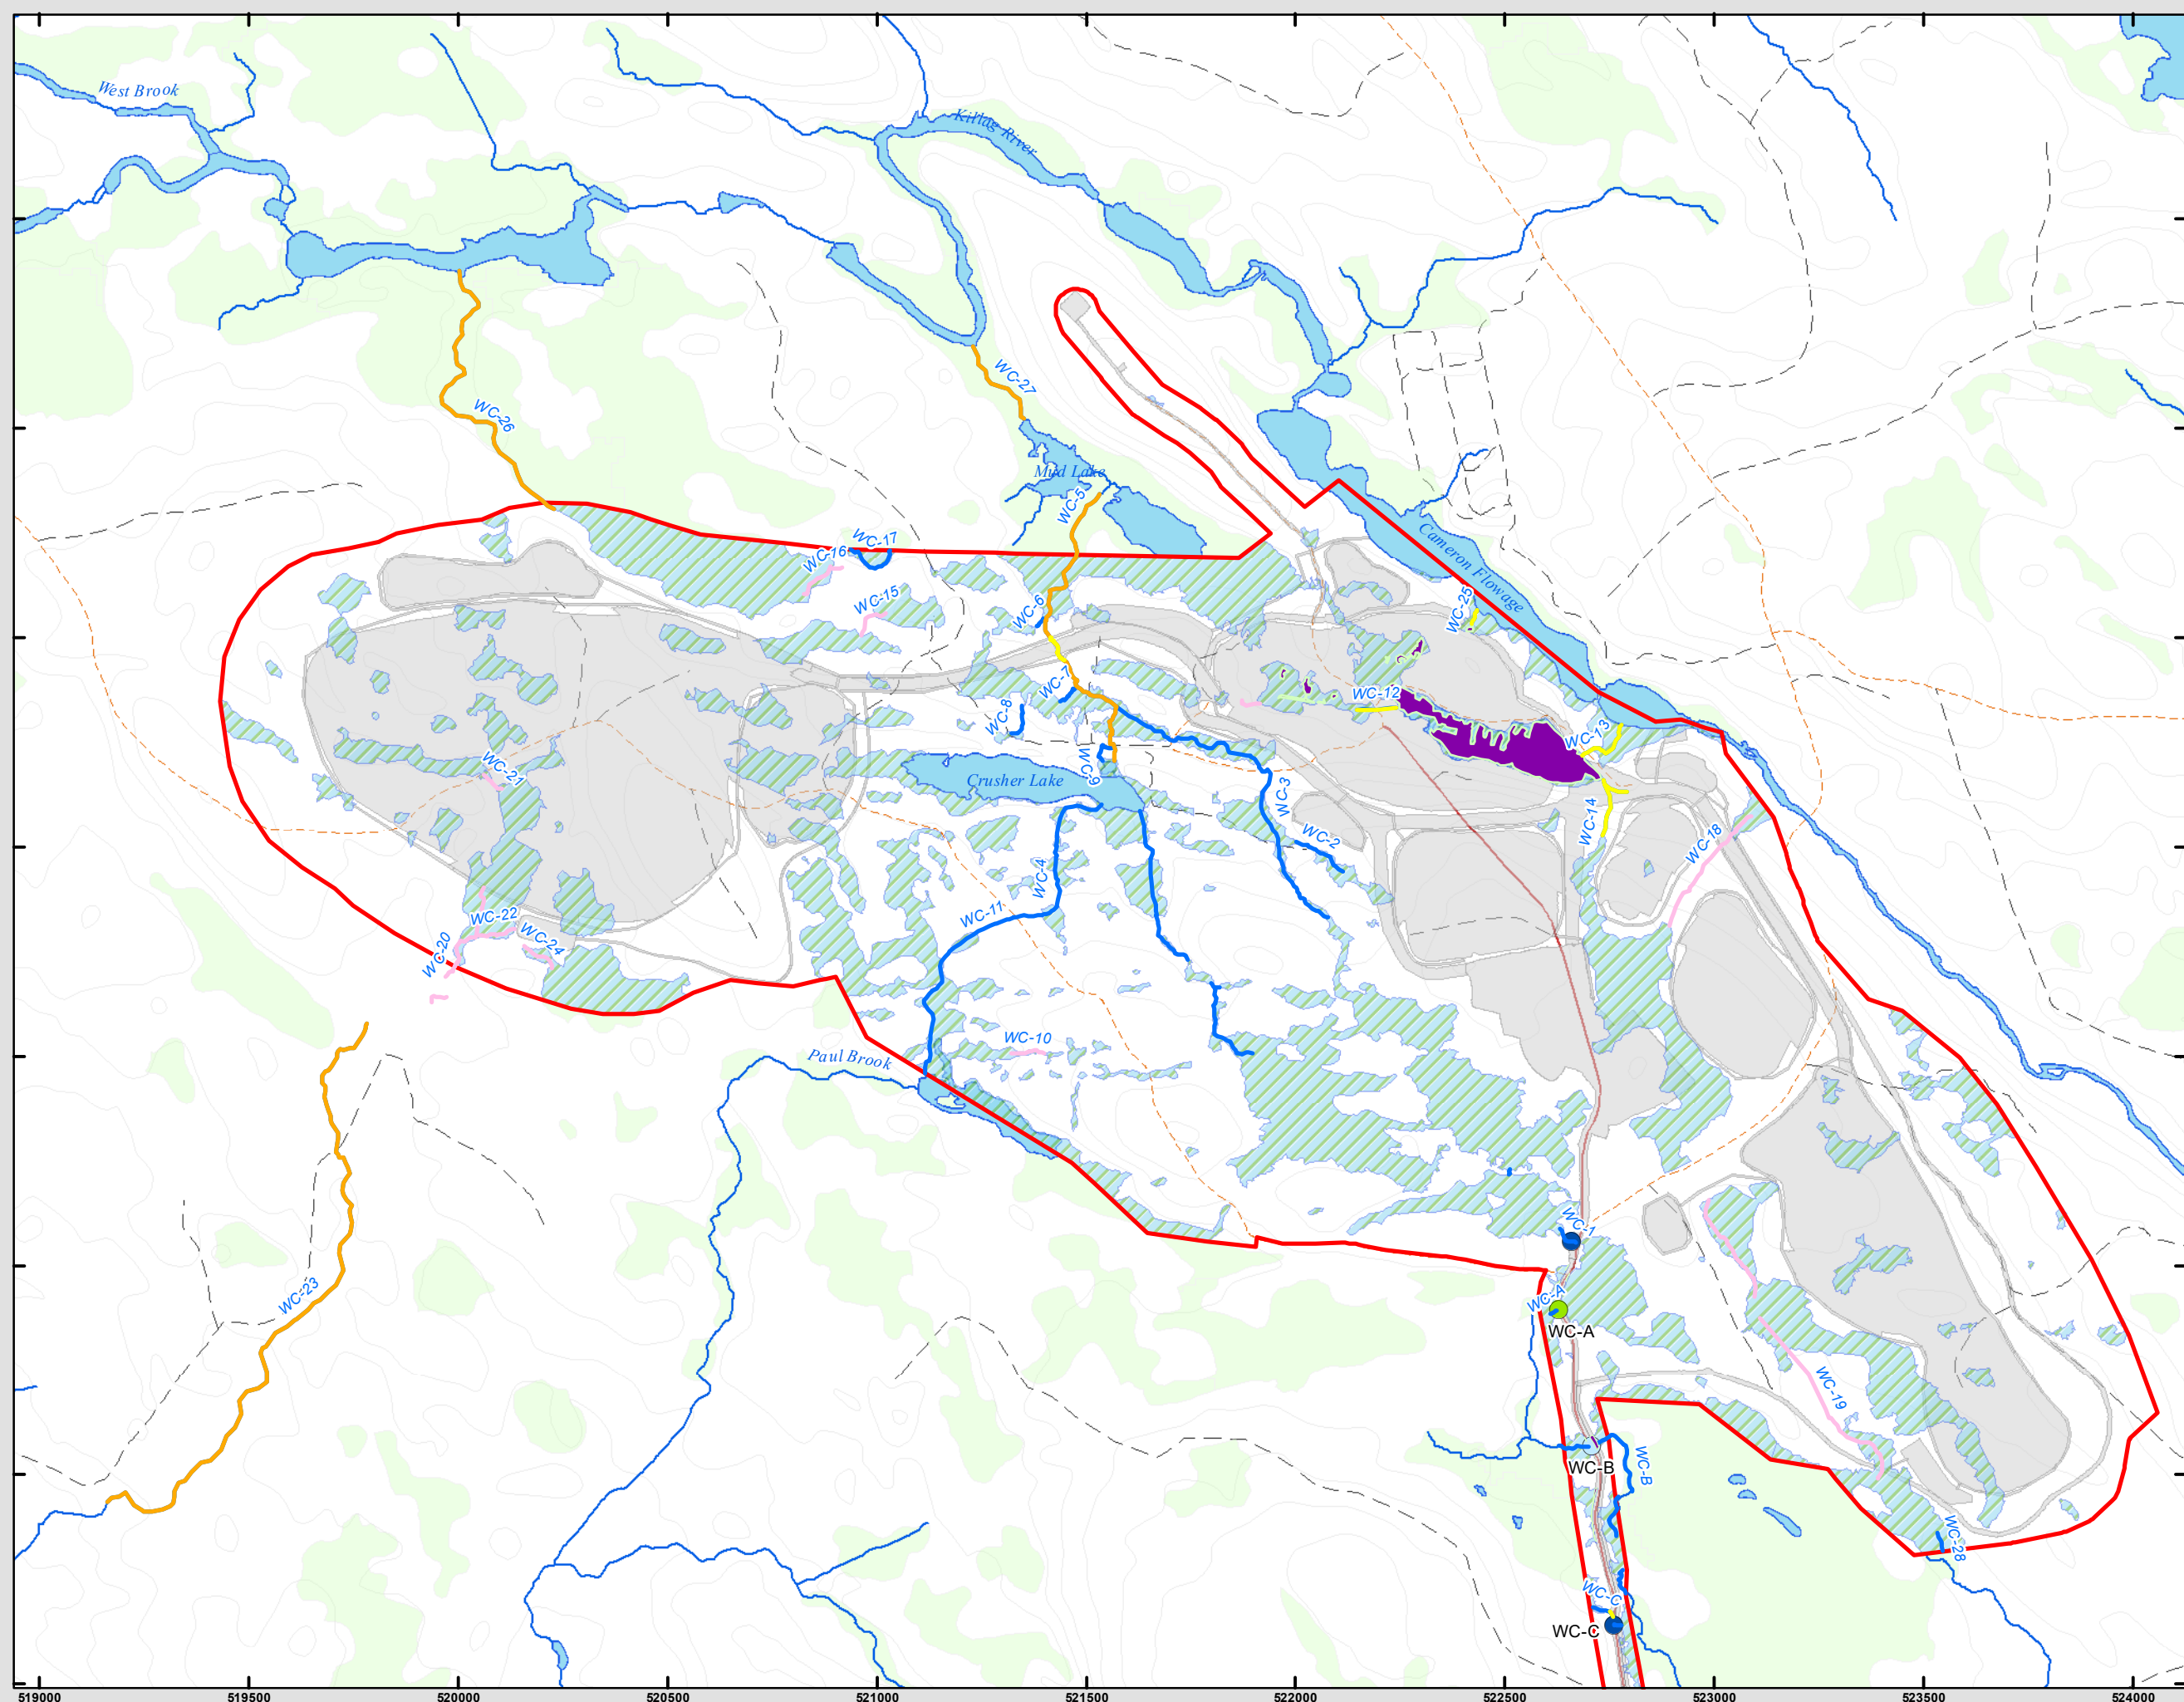 West Brook
Killag River
WC-27
WC-26
Mud Lake
WC-5
Cameron Flowage
WC-17
WC-16
WC-15
WC-6
WC-25
WC-7
WC-12
WC-8
WC-13
WC-9
WC-21
Crusher Lake
WC-3
WC-14
WC-2
WC-18
WC-4
WC-11
WC-22
WC-24
WC-20
WC-10
Paul Brook
WC-1
WC-23
WC-A
WC-A
WC-19
WC-B
WC-B
WC-28
WC-C
WC-C
519000 519500 520000 520500 521000 521500 522000 522500 523000 523500 524000